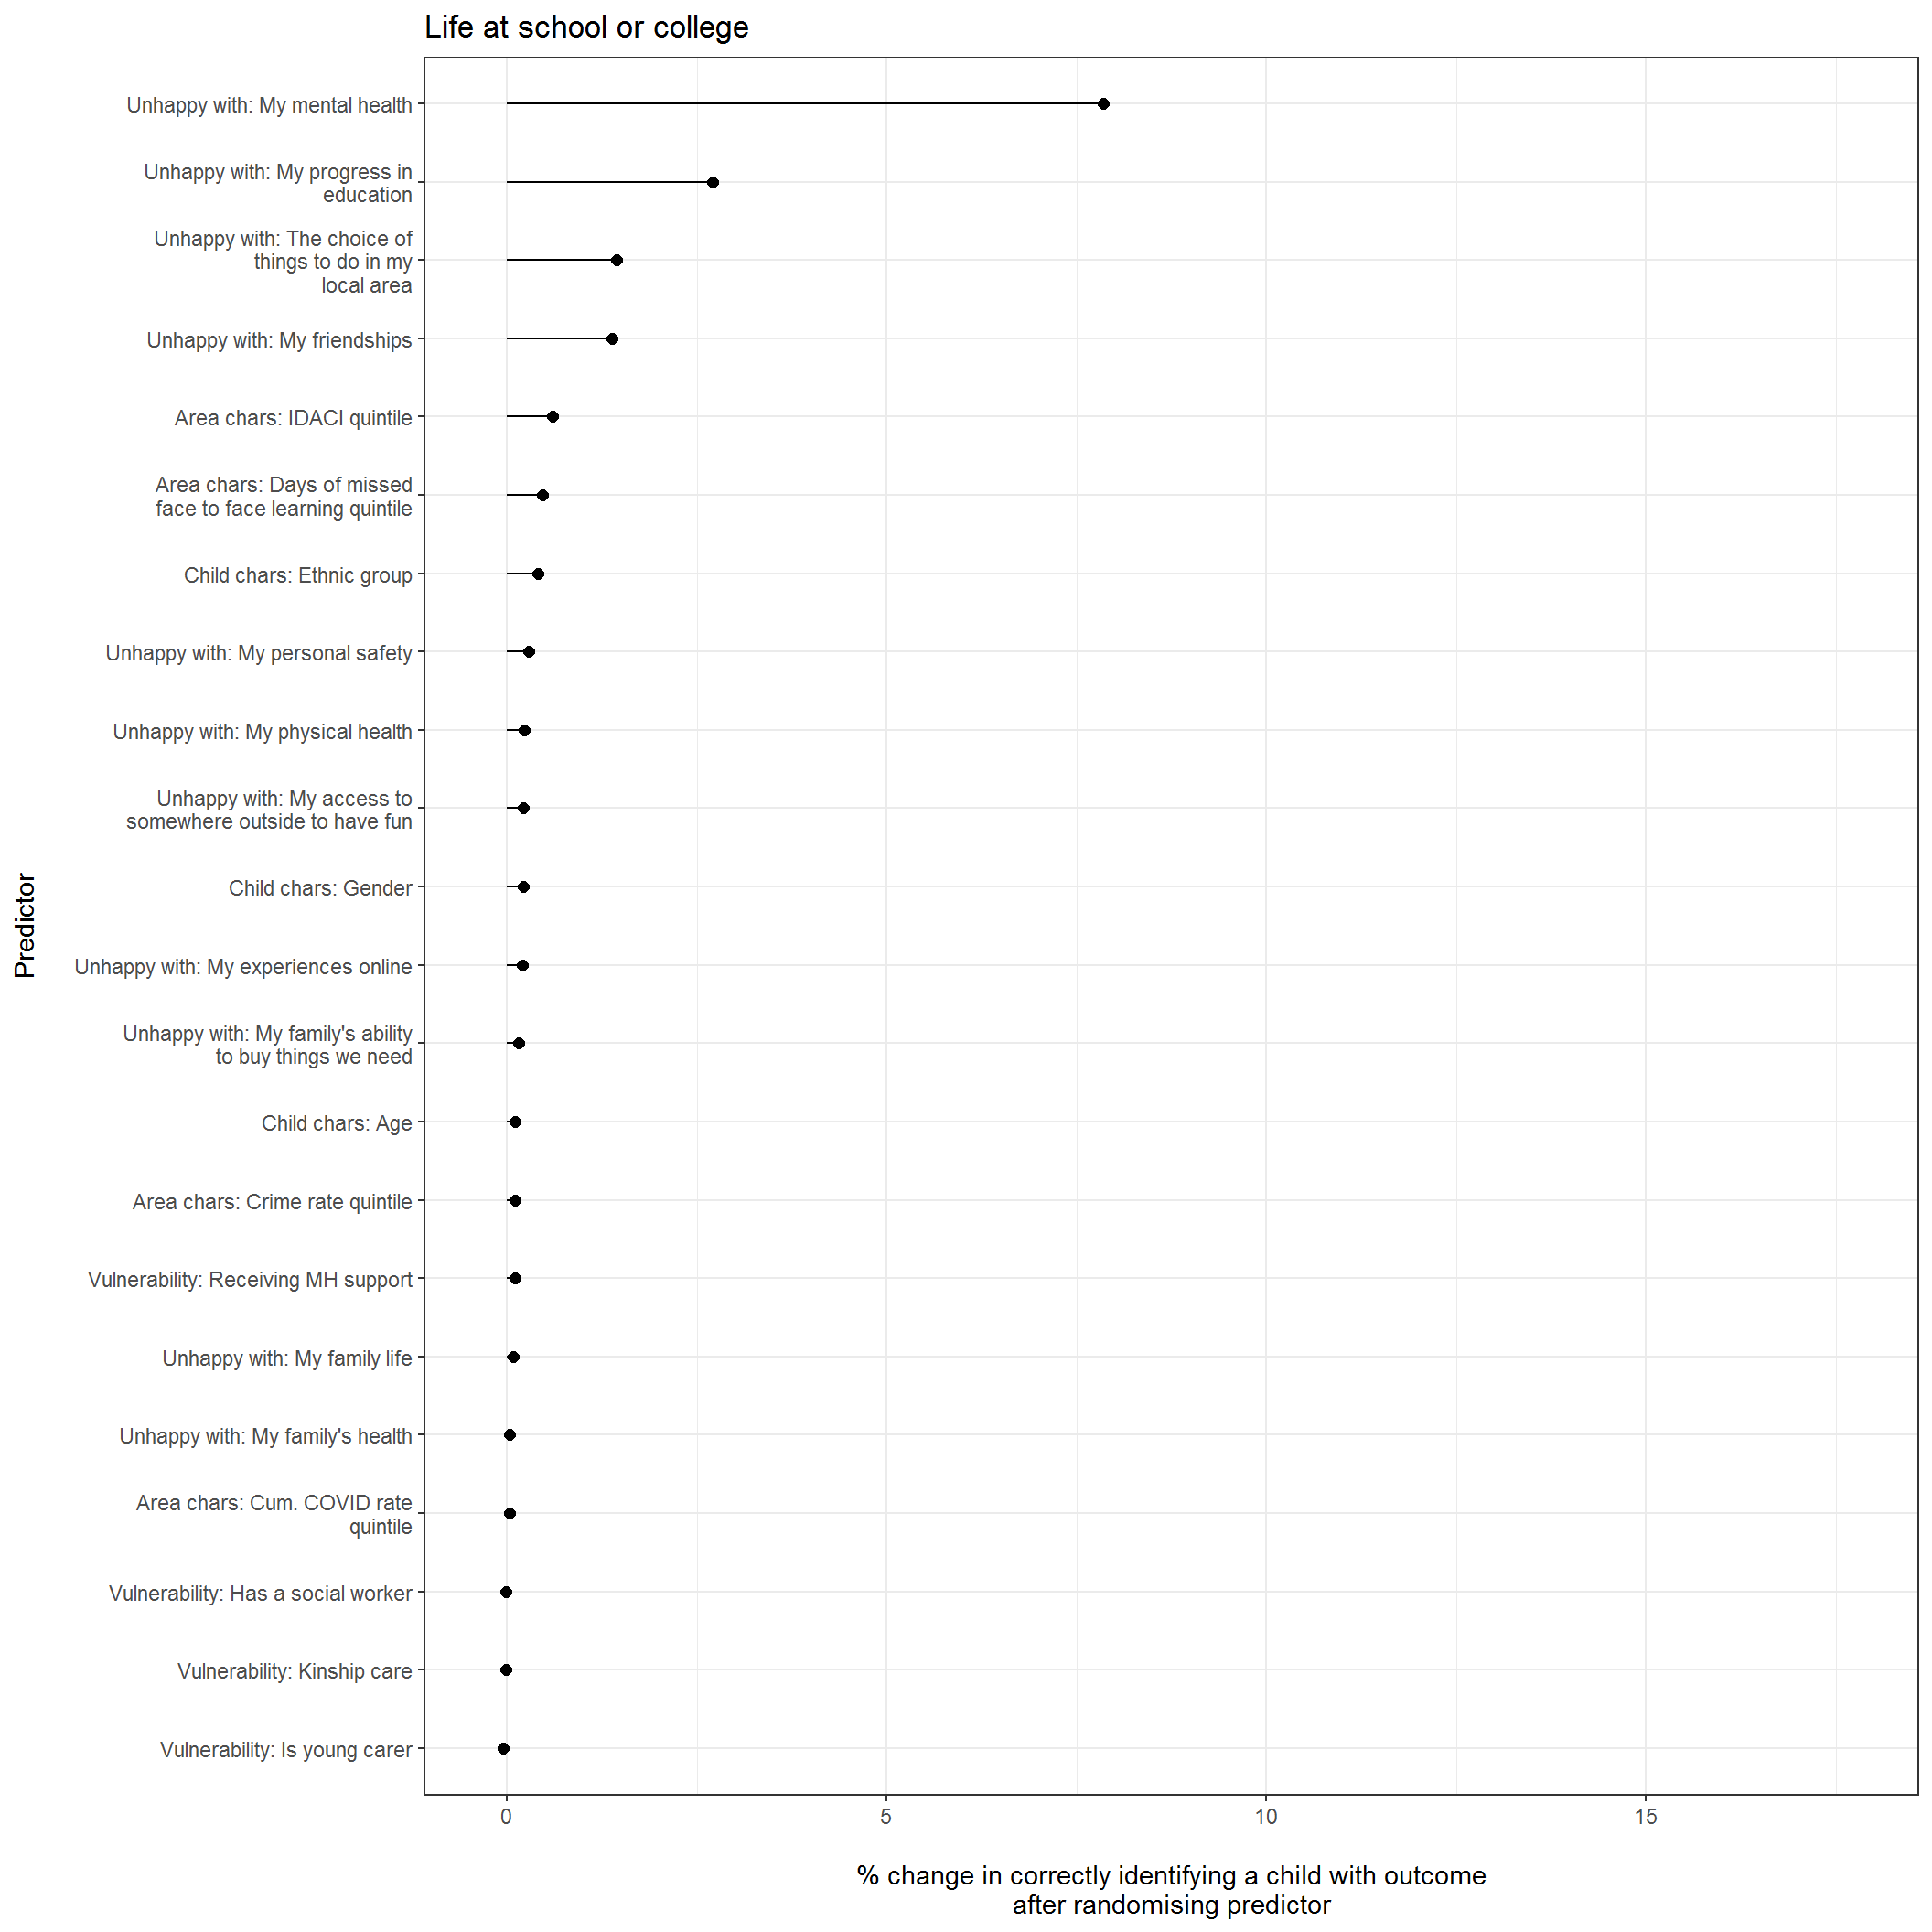 Life at school or college
Unhappy with: My mental health
Unhappy with: My progress in
education
Unhappy with: The choice of
things to do in my
local area
Unhappy with: My friendships
Area chars: IDACI quintile
Area chars: Days of missed
face to face learning quintile
Child chars: Ethnic group
Unhappy with: My personal safety
Unhappy with: My physical health
Unhappy with: My access to
somewhere outside to have fun
Child chars: Gender
Unhappy with: My experiences online
Unhappy with: My family's ability
to buy things we need
Child chars: Age
Area chars: Crime rate quintile
Vulnerability: Receiving MH support
Unhappy with: My family life
Unhappy with: My family's health
Area chars: Cum. COVID rate
quintile
Vulnerability: Has a social worker
Vulnerability: Kinship care
Vulnerability: Is young carer
Predictor
0 5 10 15
% change in correctly identifying a child with outcome
after randomising predictor